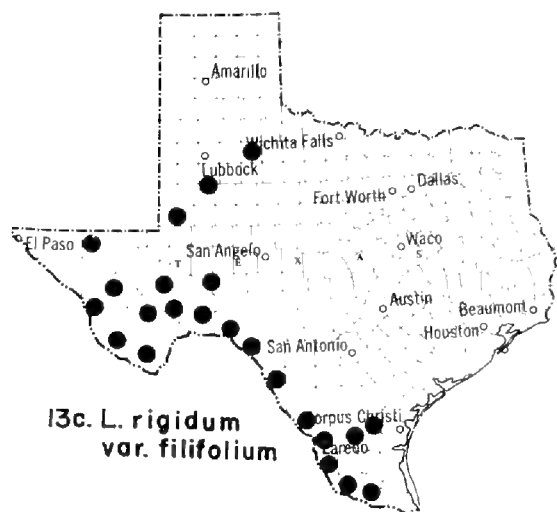 Amarillo
Wichita Falls
Lubbock
Dallas
Fort Worth
El Paso
San Angelo
Waco
T E X A S
Austin
Beaumont
Houston
San Antonio
13c. L. rigidum
var. filifolium
Corpus Christi
Laredo